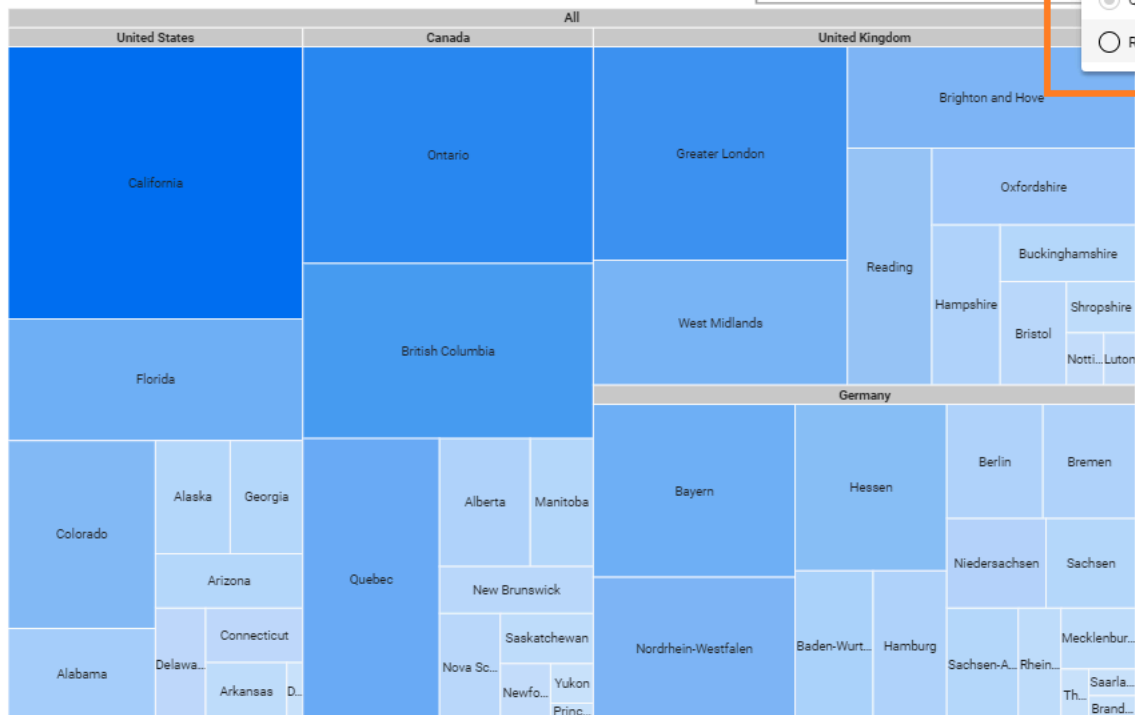 All
United States
Canada
United Kingdom
California
Florida
Colorado
Alaska
Georgia
Arizona
Alabama
Delawa...
Connecticut
Arkansas
D...
Ontario
British Columbia
Quebec
Alberta
Manitoba
New Brunswick
Nova Sc...
Saskatchewan
Newfo...
Yukon
Princ...
Greater London
Brighton and Hove
West Midlands
Reading
Oxfordshire
Hampshire
Buckinghamshire
Bristol
Shropshire
Notti...
Luton
Germany
Bayern
Hessen
Berlin
Bremen
Niedersachsen
Sachsen
Nordrhein-Westfalen
Baden-Wurt...
Hamburg
Sachsen-A...
Rhein...
Mecklenbur...
Th...
Saarla...
Brand...